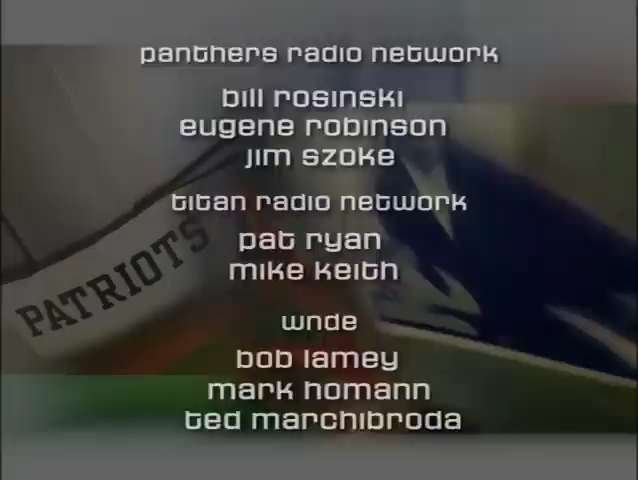 panthers radio network
bill rosinski
eugene robinson
jim szoke
titan radio network
pat ryan
mike keith
PATRIOTS
wnde
bob lamey
mark homann
ted marchibroda